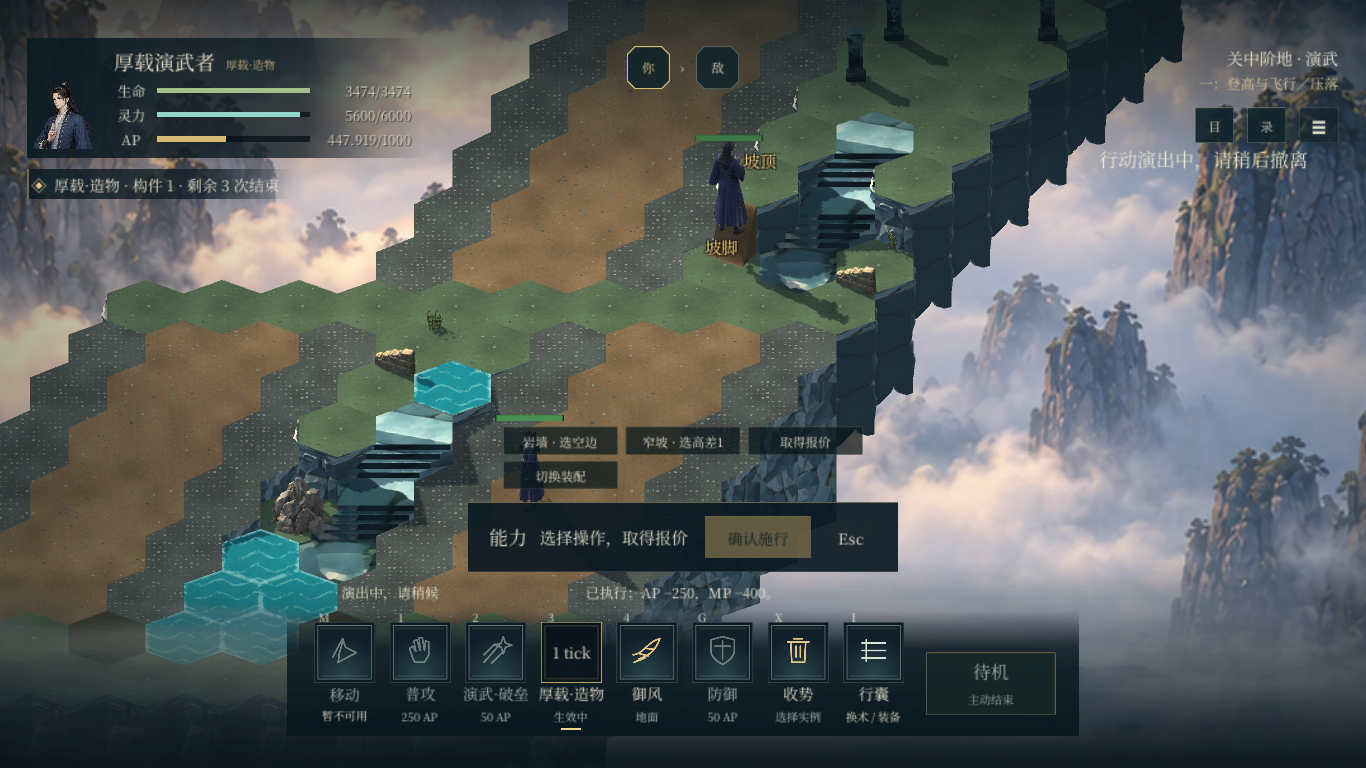 厚载演武者 厚载·造物
生命 3474/3474
灵力 5600/6000
AP 447.919/1000
厚载·造物 · 构件 1 · 剩余 3 次结束
你 › 敌
关中阶地 · 演武
一：登高与飞行／压落
目 录 ☰
行动演出中，请稍后撤离
坡顶
坡脚
岩墙 · 选空边 窄坡 · 选高差1 取得报价
切换装配
能力 选择操作，取得报价 确认施行 Esc
演出中，请稍候 已执行：AP −250，MP −400。
M 1 2 3 4 G X I
1 tick
移动 普攻 演武·破垒 厚载·造物 御风 防御 收势 行囊
暂不可用 250 AP 50 AP 生效中 地面 50 AP 选择实例 换术 / 装备
待机
主动结束